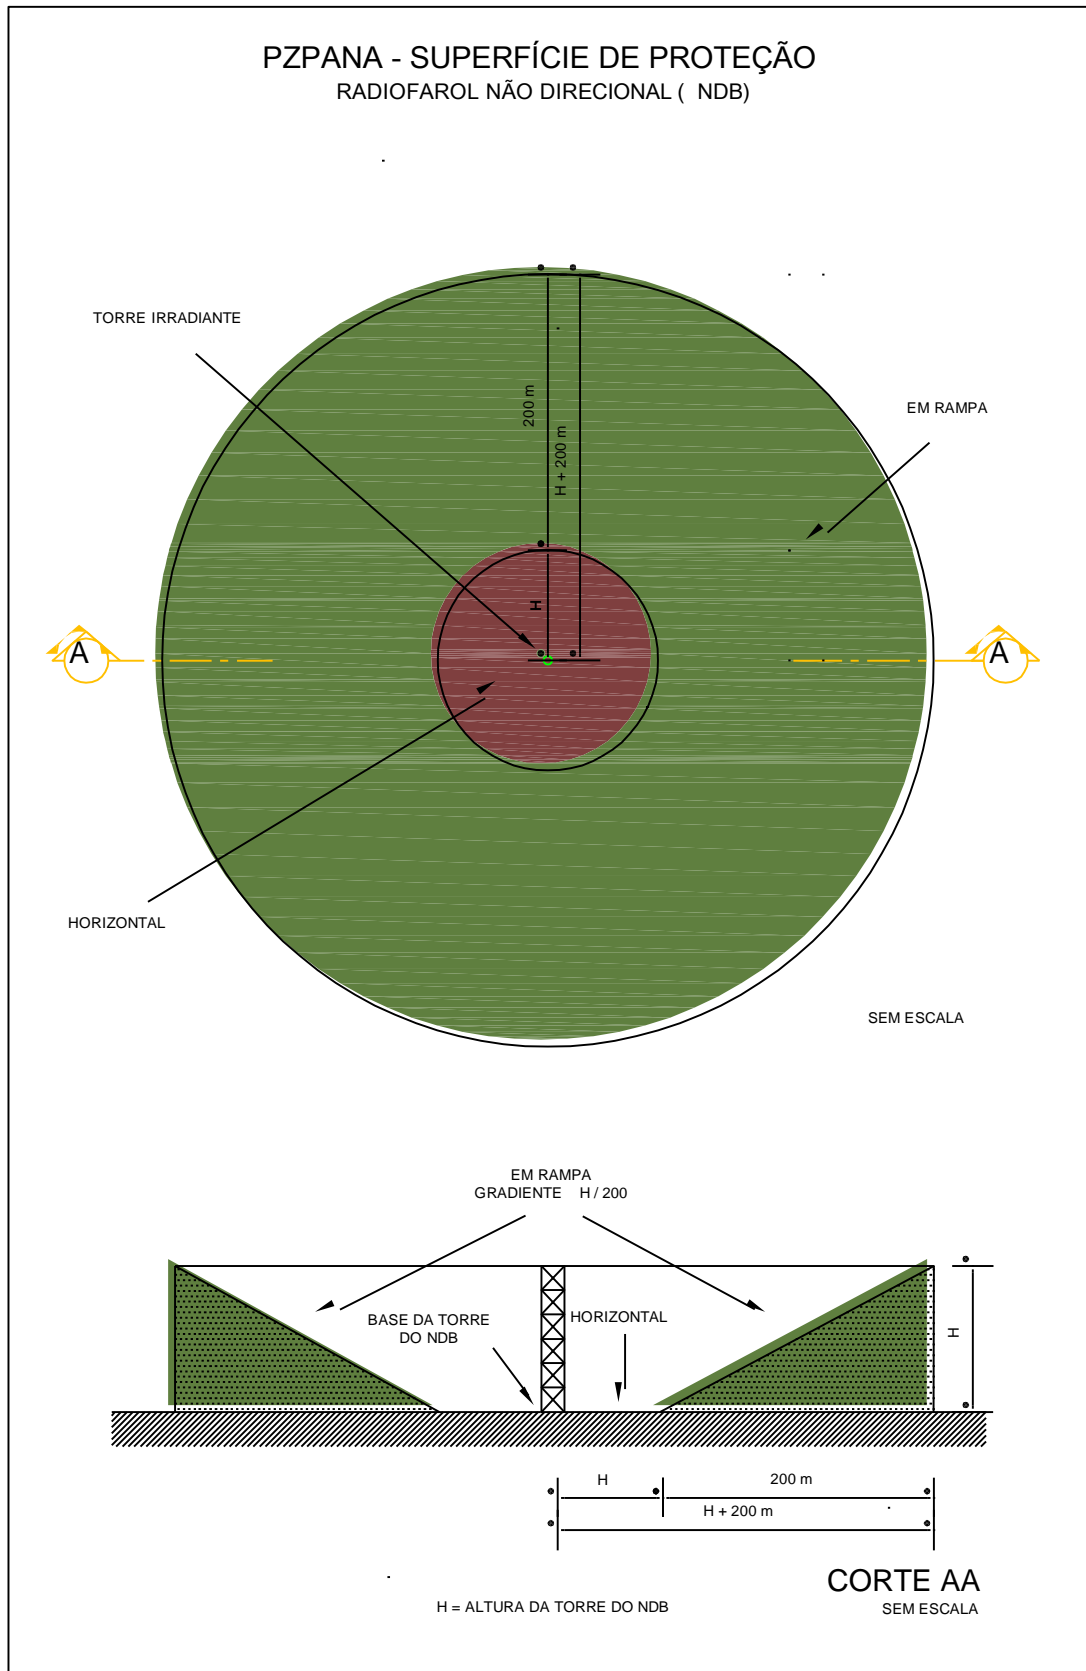 PZPANA - SUPERFÍCIE DE PROTEÇÃO
RADIOFAROL NÃO DIRECIONAL ( NDB)
TORRE IRRADIANTE
EM RAMPA
200 m
H + 200 m
H
A
A
HORIZONTAL
SEM ESCALA
EM RAMPA
GRADIENTE H / 200
BASE DA TORRE
DO NDB
HORIZONTAL
H
H
200 m
H + 200 m
CORTE AA
SEM ESCALA
H = ALTURA DA TORRE DO NDB